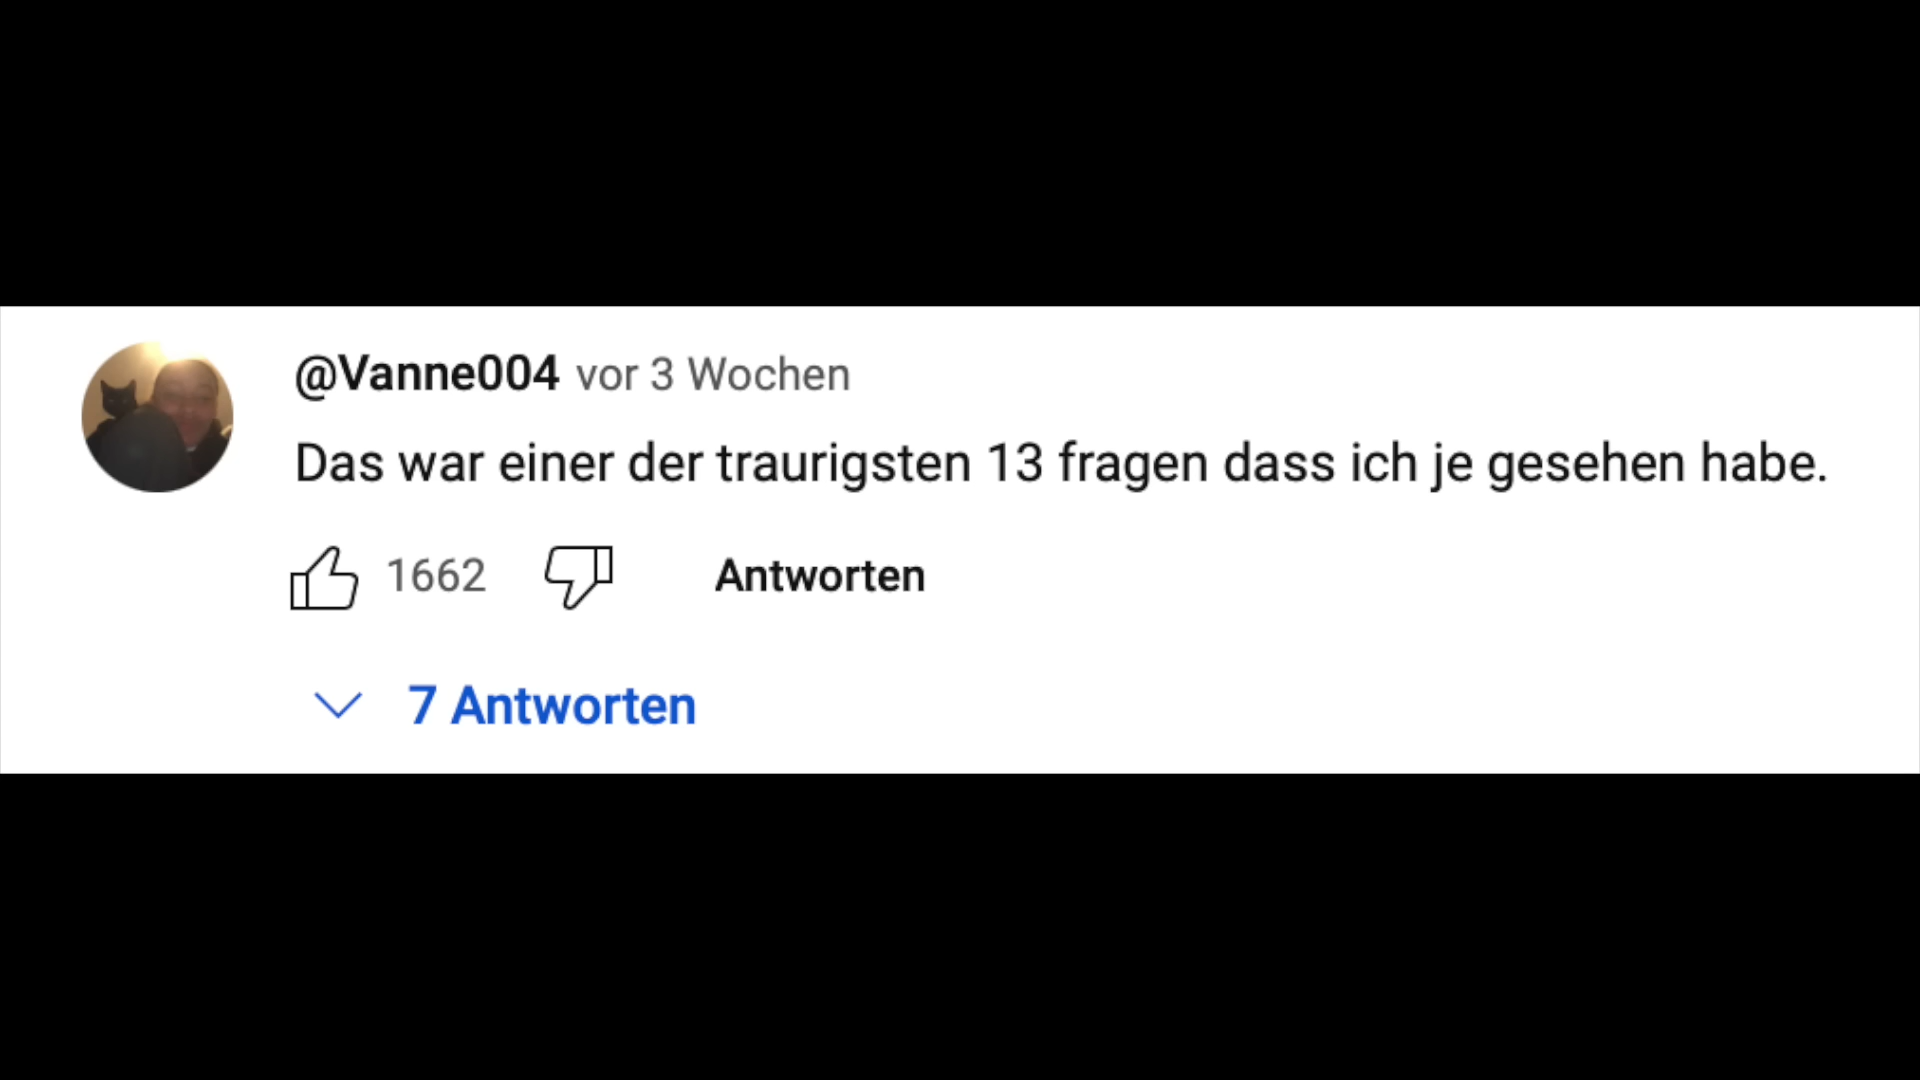 @Vanne004 vor 3 Wochen
Das war einer der traurigsten 13 fragen dass ich je gesehen habe.
1662 Antworten
7 Antworten